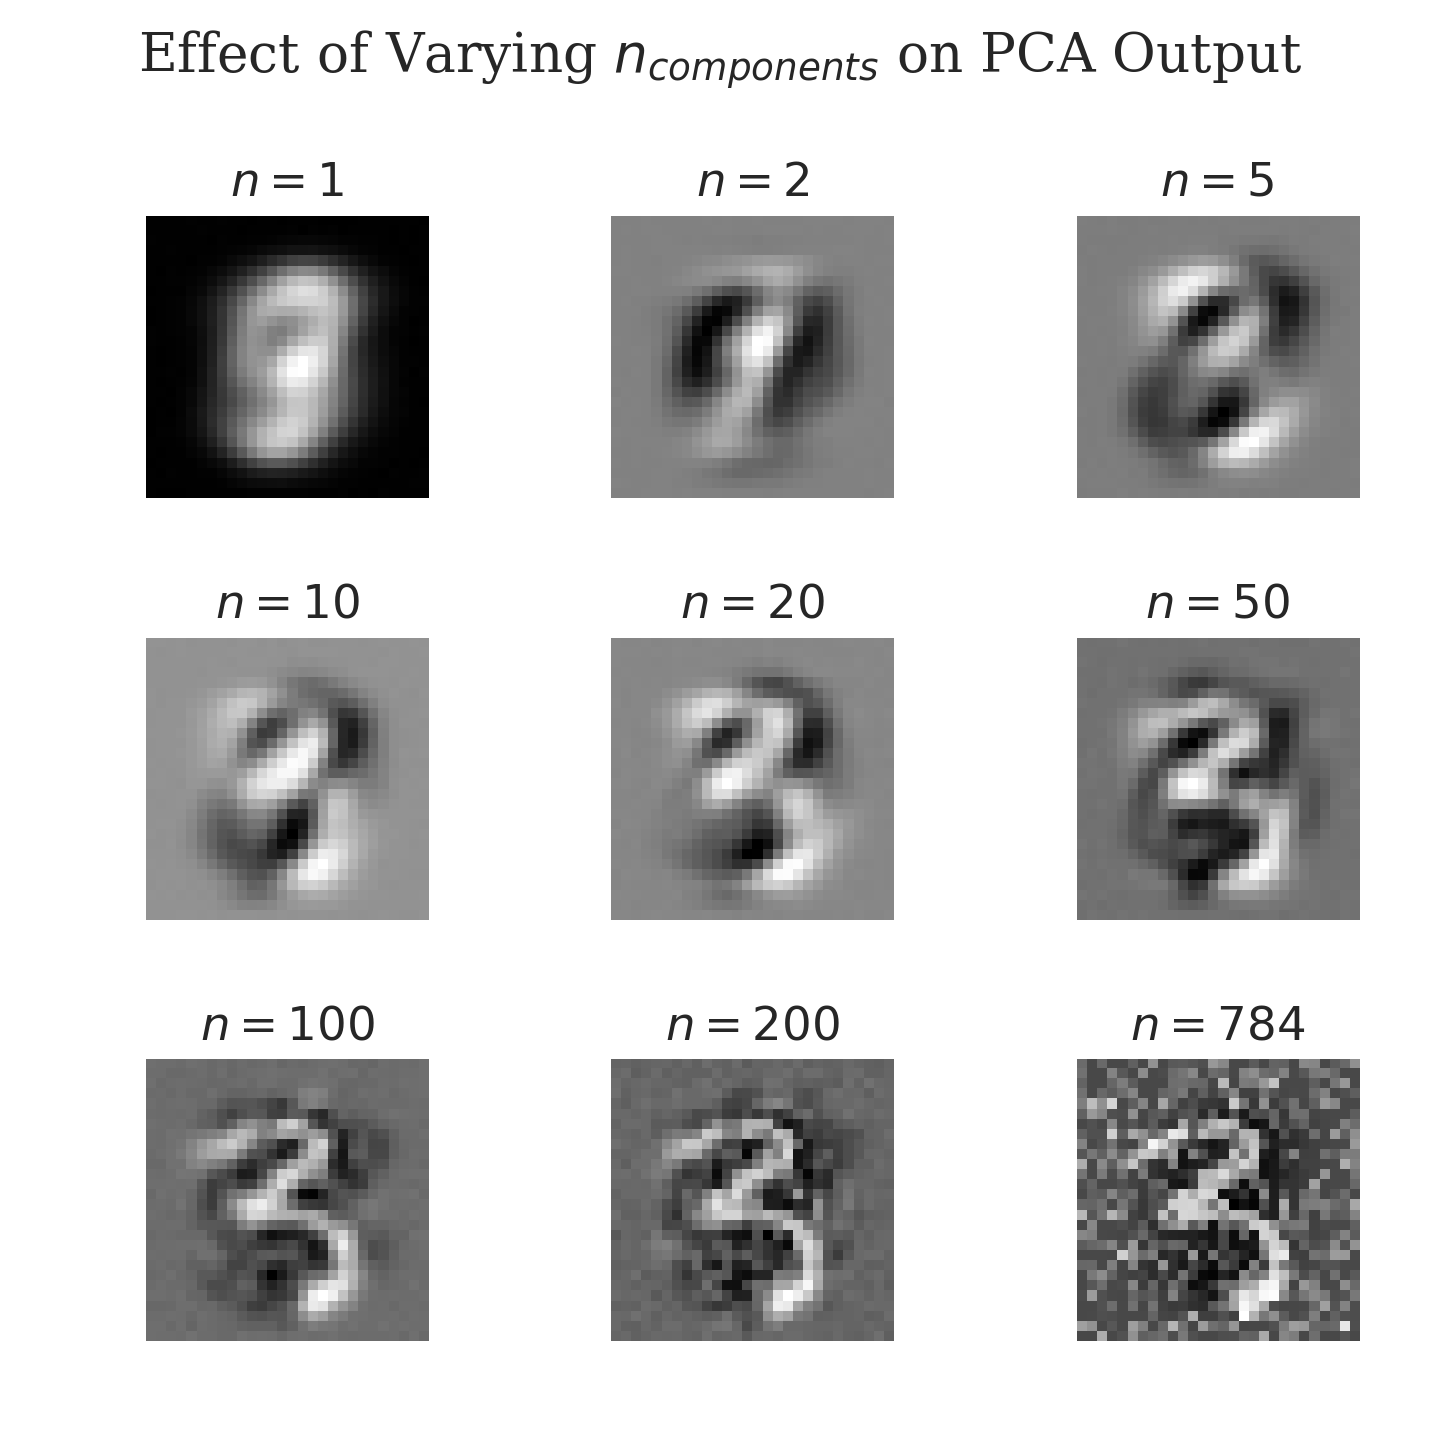 Effect of Varying n_components on PCA Output
n = 1
n = 2
n = 5
n = 10
n = 20
n = 50
n = 100
n = 200
n = 784